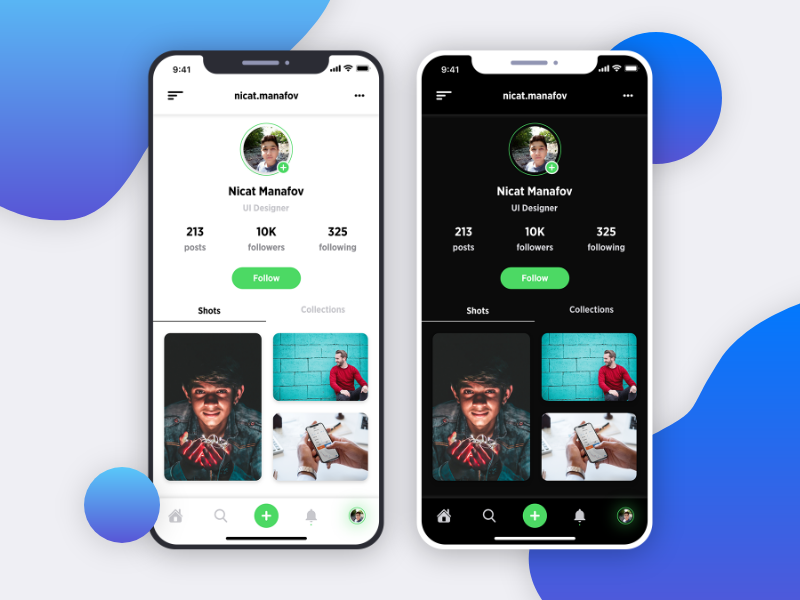 9:41
nicat.manafov
Nicat Manafov
UI Designer
213 10K 325
posts followers following
Follow
Shots Collections
9:41
nicat.manafov
Nicat Manafov
UI Designer
213 10K 325
posts followers following
Follow
Shots Collections